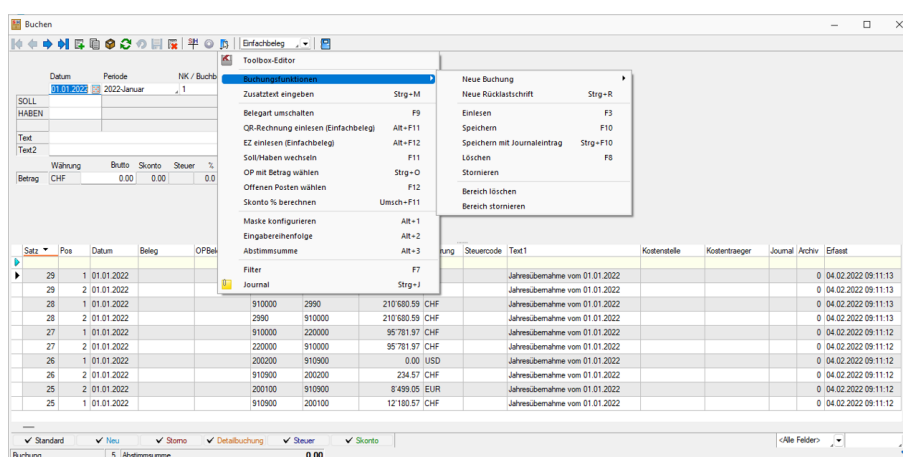 Buchen
Einfachbeleg
Toolbox-Editor
Buchungsfunktionen
Zusatztext eingeben Strg+M
Belegart umschalten F9
QR-Rechnung einlesen (Einfachbeleg) Alt+F11
EZ einlesen (Einfachbeleg) Alt+F12
Soll/Haben wechseln F11
OP mit Betrag wählen Strg+O
Offenen Posten wählen F12
Skonto % berechnen Umsch+F11
Maske konfigurieren Alt+1
Eingabereihenfolge Alt+2
Abstimmsumme Alt+3
Filter F7
Journal Strg+J
Neue Buchung
Neue Rücklastschrift Strg+R
Einlesen F3
Speichern F10
Speichern mit Journaleintrag Strg+F10
Löschen F8
Stornieren
Bereich löschen
Bereich stornieren
Datum Periode NK / Buchb
01.01.2022 2022-Januar 1
SOLL
HABEN
Text
Text2
Währung Brutto Skonto Steuer %
Betrag CHF 0.00 0.00 0.0
Satz Pos Datum Beleg OPBel rung Steuercode Text1 Kostenstelle Kostentraeger Journal Archiv Erfasst
29 1 01.01.2022 Jahresübernahme vom 01.01.2022 0 04.02.2022 09:11:13
29 2 01.01.2022 Jahresübernahme vom 01.01.2022 0 04.02.2022 09:11:13
28 1 01.01.2022 910000 2990 210'680.59 CHF Jahresübernahme vom 01.01.2022 0 04.02.2022 09:11:13
28 2 01.01.2022 2990 910000 210'680.59 CHF Jahresübernahme vom 01.01.2022 0 04.02.2022 09:11:13
27 1 01.01.2022 910000 220000 95'781.97 CHF Jahresübernahme vom 01.01.2022 0 04.02.2022 09:11:12
27 2 01.01.2022 220000 910000 95'781.97 CHF Jahresübernahme vom 01.01.2022 0 04.02.2022 09:11:12
26 1 01.01.2022 200200 910900 0.00 USD Jahresübernahme vom 01.01.2022 0 04.02.2022 09:11:12
26 2 01.01.2022 910900 200200 234.57 CHF Jahresübernahme vom 01.01.2022 0 04.02.2022 09:11:12
25 2 01.01.2022 200100 910900 8'499.05 EUR Jahresübernahme vom 01.01.2022 0 04.02.2022 09:11:12
25 1 01.01.2022 910900 200100 12'180.57 CHF Jahresübernahme vom 01.01.2022 0 04.02.2022 09:11:12
Standard Neu Storno Detailbuchung Steuer Skonto <Alle Felder>
Buchung 5 Abstimmsumme 0.00